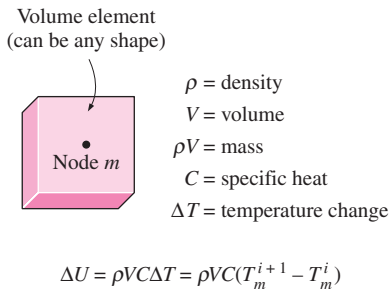 Volume element
(can be any shape)
Node m
ρ = density
V = volume
ρV = mass
C = specific heat
ΔT = temperature change
ΔU = ρVCΔT = ρVC(T_m^{i+1} – T_m^i)